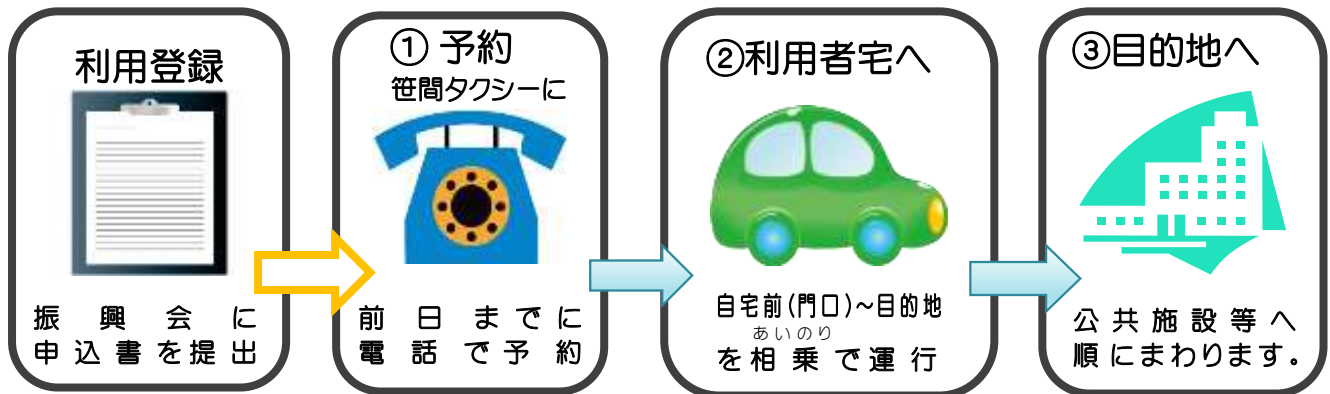 利用登録
振興会に
申込書を提出
① 予約
笹間タクシーに
前日までに
電話で予約
②利用者宅へ
自宅前(門口)~目的地
あいのり
を相乗で運行
③目的地へ
公共施設等へ
順にまわります。